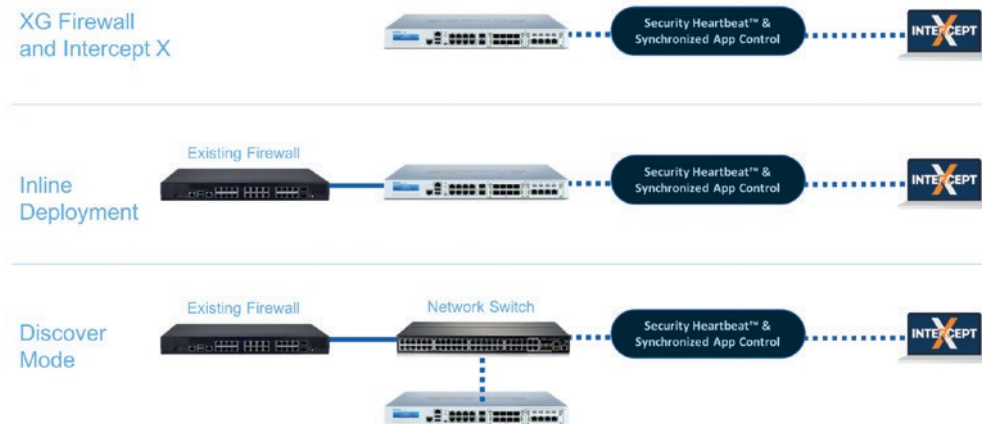 XG Firewall
and Intercept X
Security Heartbeat™ &
Synchronized App Control
INTERCEPT
X
Existing Firewall
Inline
Deployment
Security Heartbeat™ &
Synchronized App Control
INTERCEPT
X
Existing Firewall
Network Switch
Discover
Mode
Security Heartbeat™ &
Synchronized App Control
INTERCEPT
X